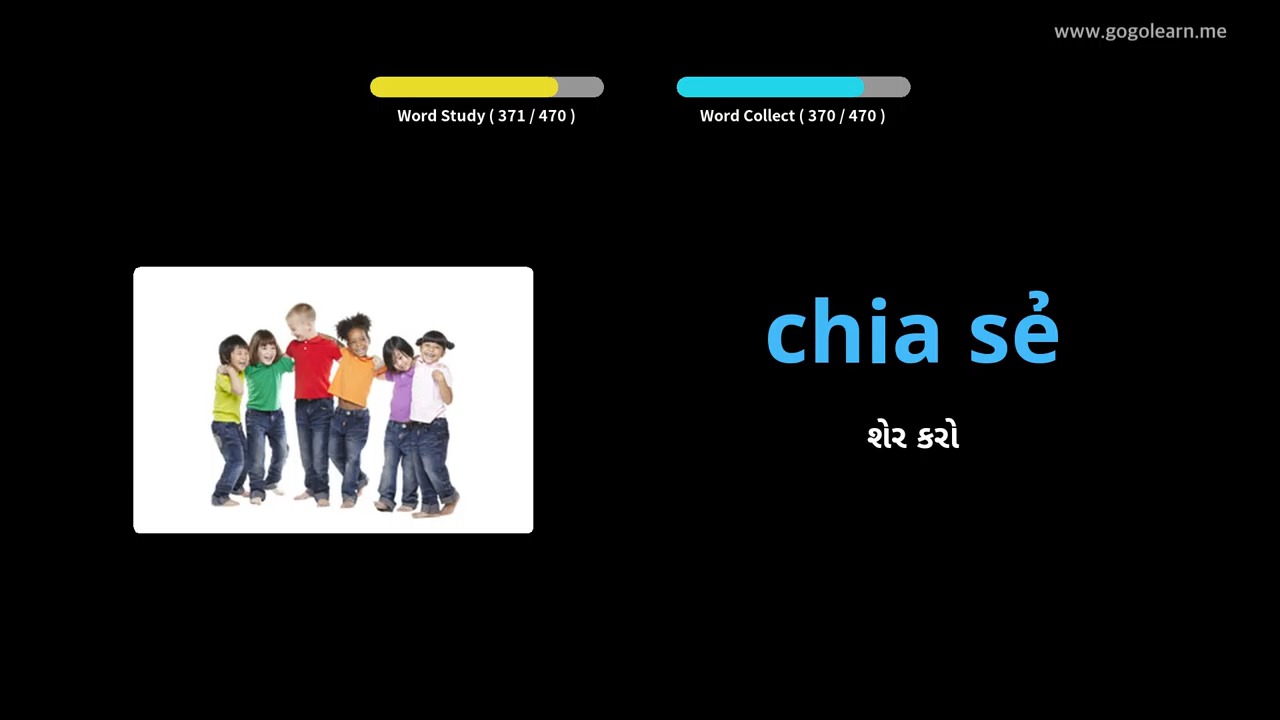 www.gogolearn.me
Word Study ( 371 / 470 )
Word Collect ( 370 / 470 )
chia sẻ
શેર કરો